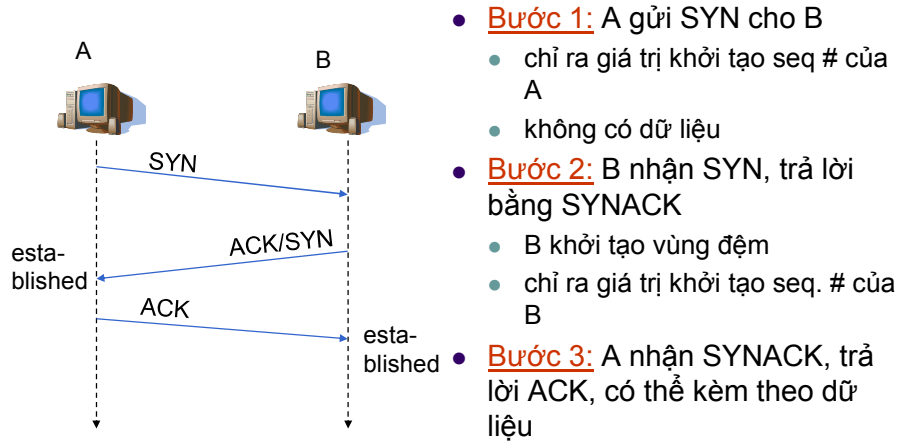 A
B
SYN
ACK/SYN
esta-
blished
ACK
esta-
blished
Bước 1: A gửi SYN cho B
chỉ ra giá trị khởi tạo seq # của
A
không có dữ liệu
Bước 2: B nhận SYN, trả lời
bằng SYNACK
B khởi tạo vùng đệm
chỉ ra giá trị khởi tạo seq. # của
B
Bước 3: A nhận SYNACK, trả
lời ACK, có thể kèm theo dữ
liệu